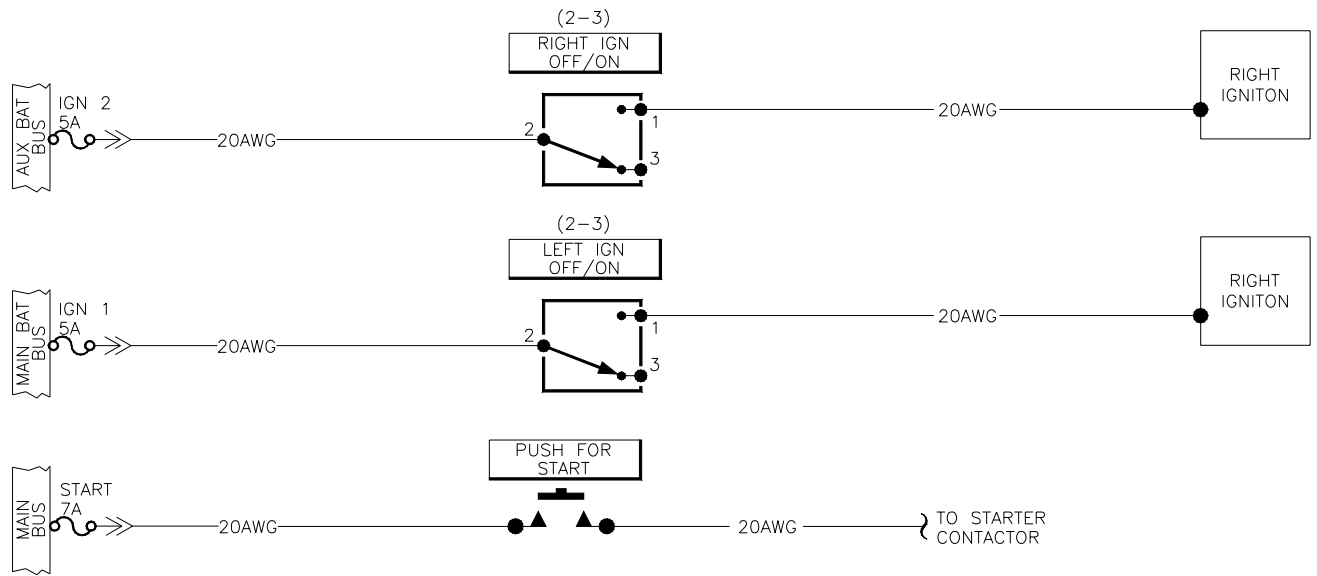 (2-3)
RIGHT IGN
OFF/ON
AUX BAT
BUS
IGN 2
5A
20AWG
2
1
3
20AWG
RIGHT
IGNITON
(2-3)
LEFT IGN
OFF/ON
MAIN BAT
BUS
IGN 1
5A
20AWG
2
1
3
20AWG
RIGHT
IGNITON
PUSH FOR
START
MAIN
BUS
START
7A
20AWG
20AWG
TO STARTER
CONTACTOR